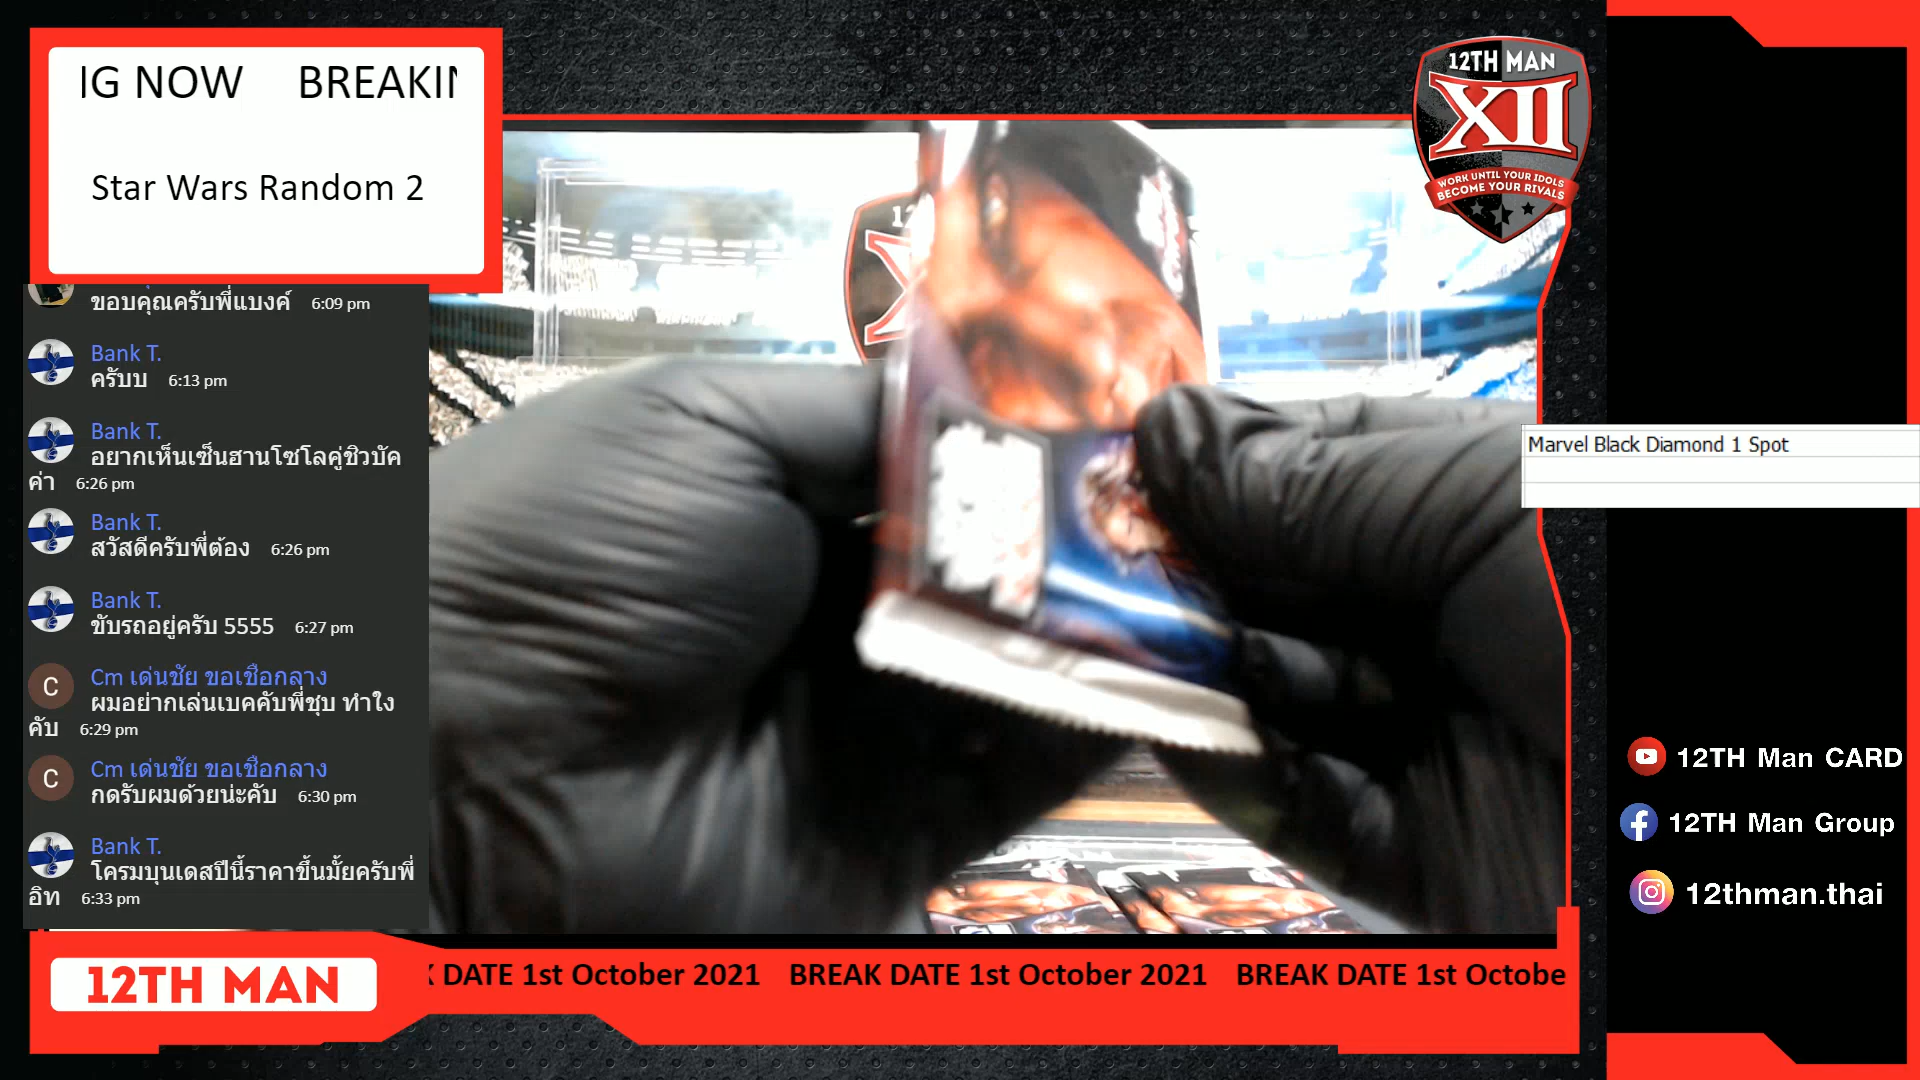 IG NOW BREAKIN
Star Wars Random 2
ขอบคุณครับพี่แบงค์ 6:09 pm
Bank T.
ครับบ 6:13 pm
Bank T.
อยากเห็นเซ็นฮานโซโลคู่ชิวบัค
ค่า 6:26 pm
Bank T.
สวัสดีครับพี่ต้อง 6:26 pm
Bank T.
ขับรถอยู่ครับ 5555 6:27 pm
C
Cm เด่นชัย ขอเชือกลาง
ผมอย่ากเล่นเบคคับพี่ชุบ ทำใง
คับ 6:29 pm
C
Cm เด่นชัย ขอเชือกลาง
กดรับผมด้วยน่ะคับ 6:30 pm
Bank T.
โครมบุนเดสปีนี้ราคาขึ้นมั้ยครับพี่
อิท 6:33 pm
12TH MAN
XII
WORK UNTIL YOUR IDOLS
BECOME YOUR RIVALS
Marvel Black Diamond 1 Spot
12TH Man CARD
12TH Man Group
12thman.thai
12TH MAN
K DATE 1st October 2021 BREAK DATE 1st October 2021 BREAK DATE 1st Octobe